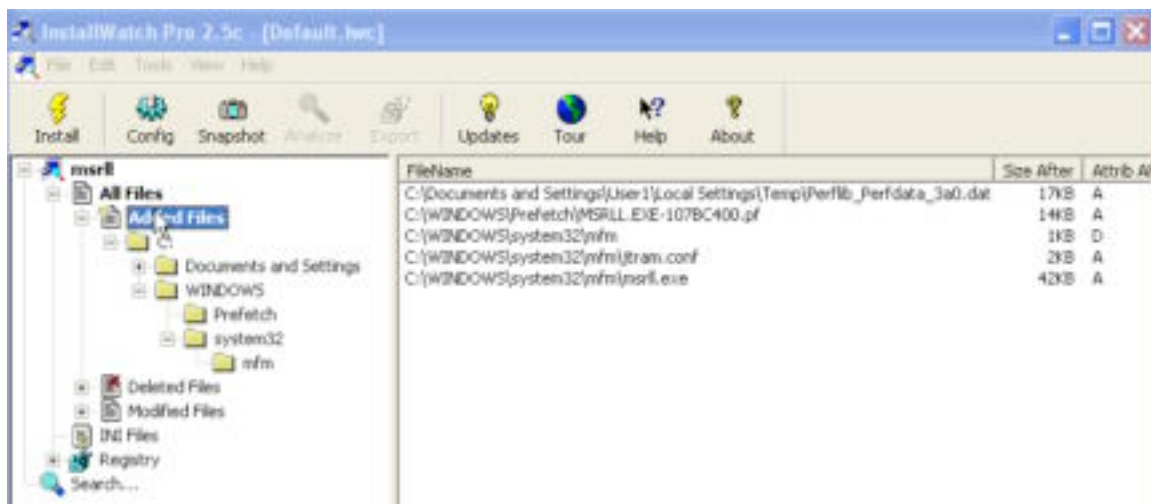 InstallWatch Pro 2.5c - [Default.iwc]
File Edit Tools View Help
Install Config Snapshot Analyze Export Updates Tour Help About
msrll
All Files
Added Files
C:
Documents and Settings
WINDOWS
Prefetch
system32
mfm
Deleted Files
Modified Files
INI Files
Registry
Search...
FileName Size After Attrib Af
C:\Documents and Settings\User1\Local Settings\Temp\Perflib_Perfdata_3a0.dat 17KB A
C:\WINDOWS\Prefetch\MSRLL.EXE-107BC400.pf 14KB A
C:\WINDOWS\system32\mfm 1KB D
C:\WINDOWS\system32\mfm\jtram.conf 2KB A
C:\WINDOWS\system32\mfm\msrll.exe 42KB A